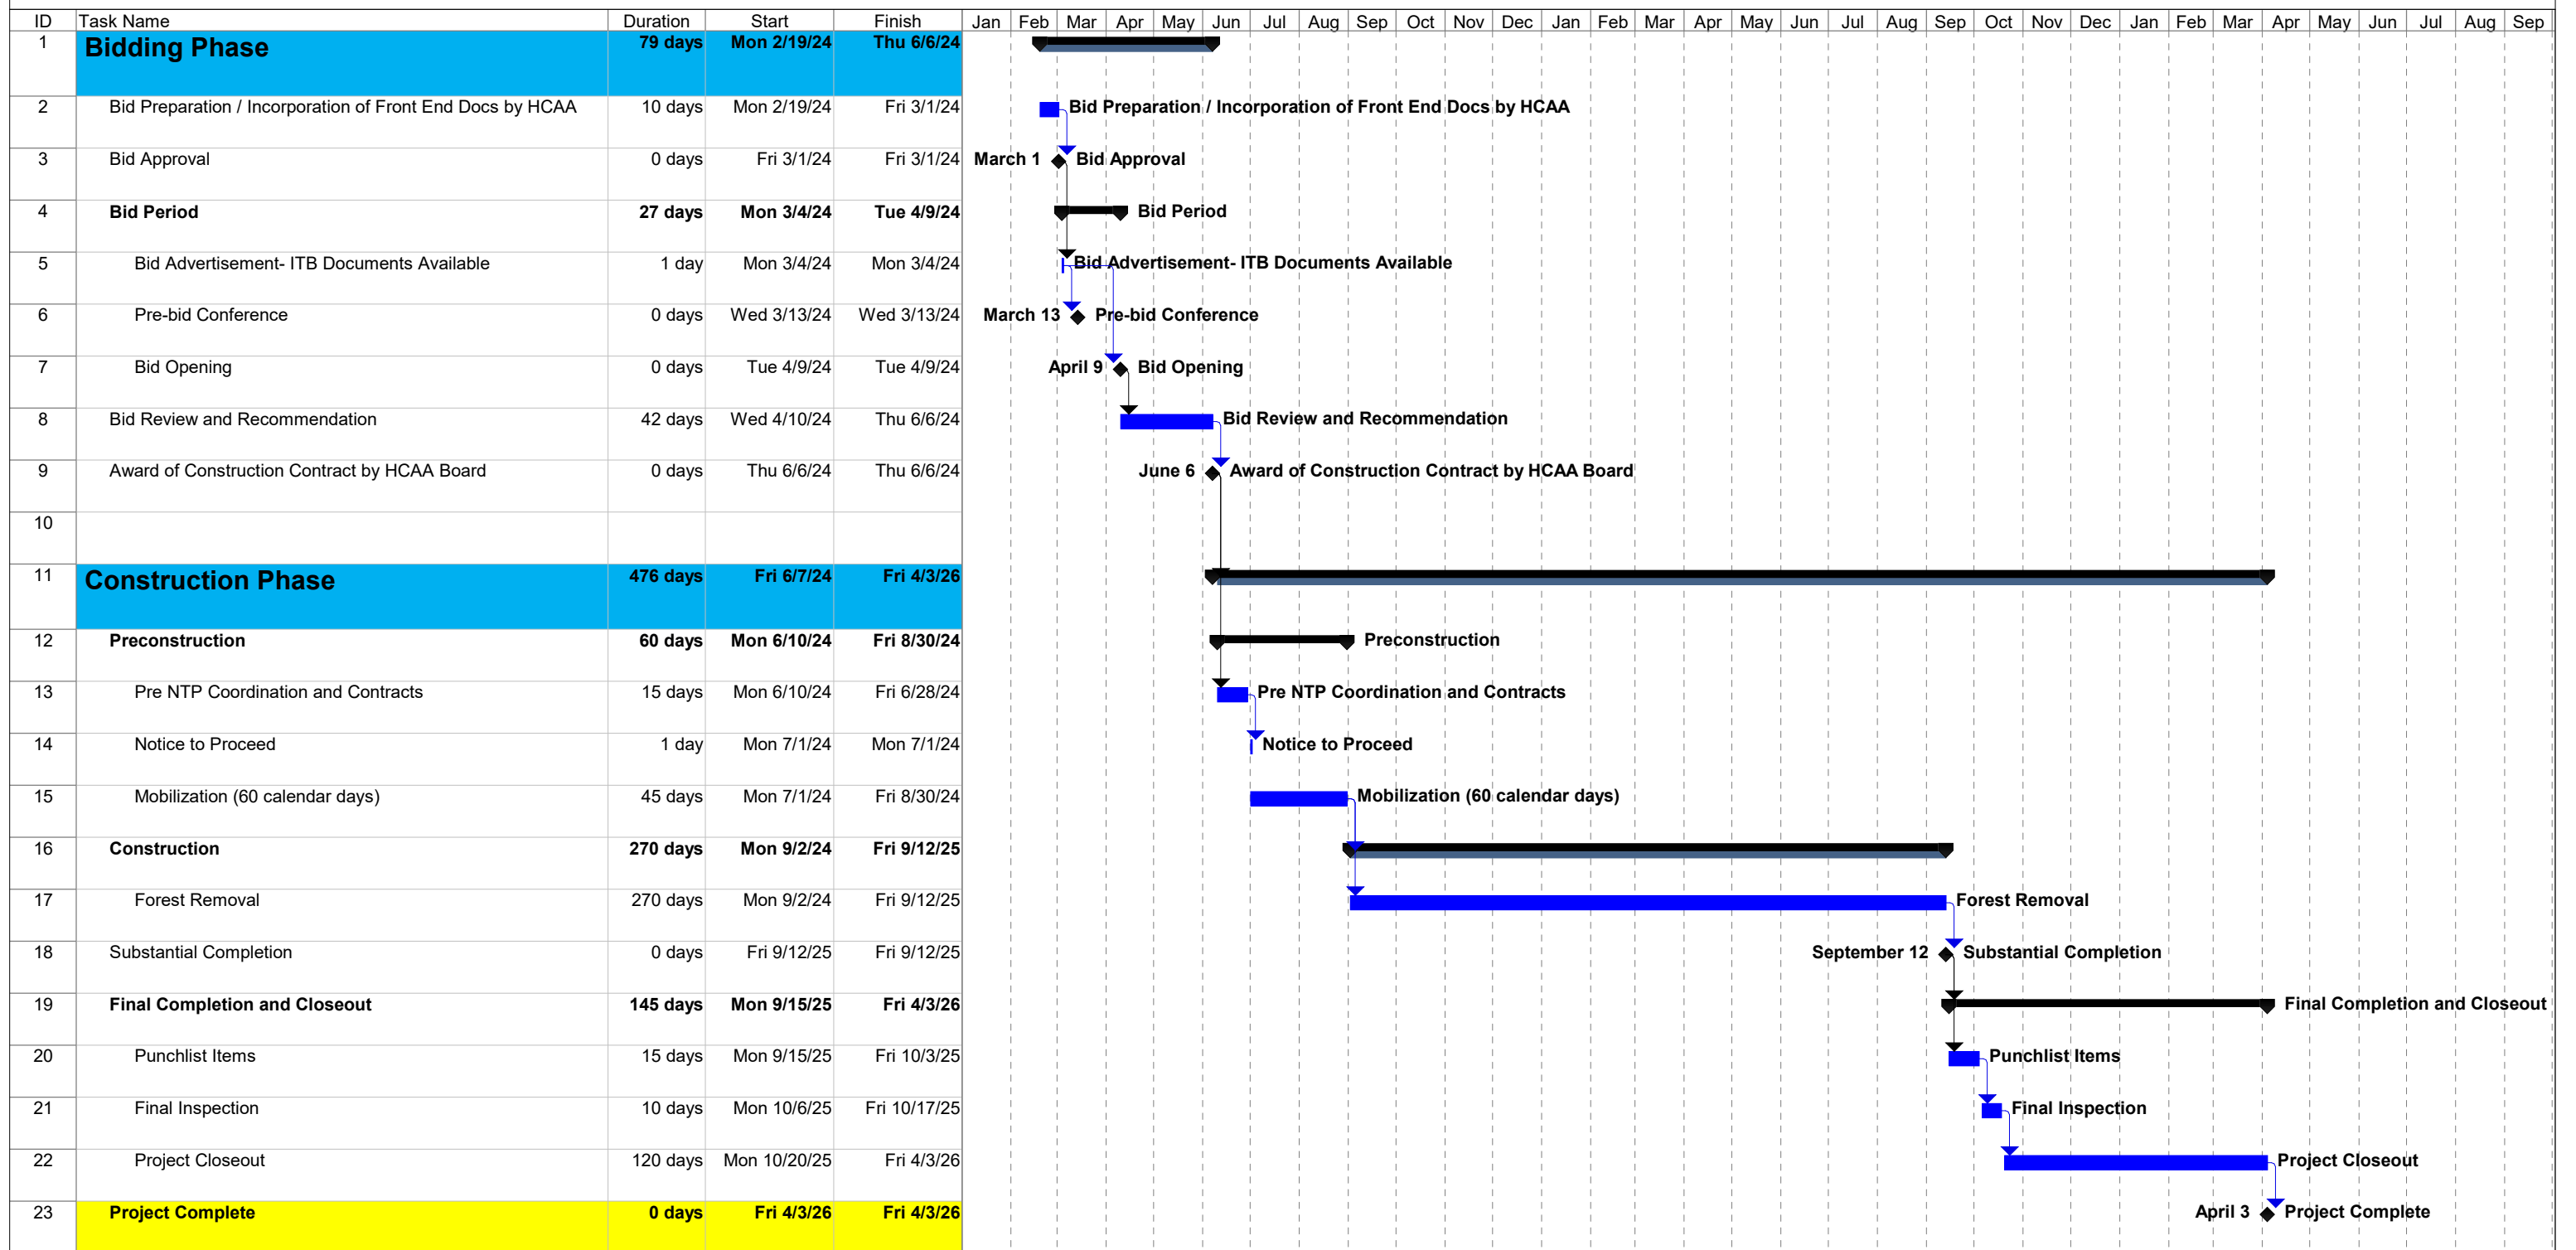 ID Task Name Duration Start Finish Jan Feb Mar Apr May Jun Jul Aug Sep Oct Nov Dec Jan Feb Mar Apr May Jun Jul Aug Sep Oct Nov Dec Jan Feb Mar Apr May Jun Jul Aug Sep
1 Bidding Phase 79 days Mon 2/19/24 Thu 6/6/24
2 Bid Preparation / Incorporation of Front End Docs by HCAA 10 days Mon 2/19/24 Fri 3/1/24 Bid Preparation / Incorporation of Front End Docs by HCAA
3 Bid Approval 0 days Fri 3/1/24 Fri 3/1/24 March 1 Bid Approval
4 Bid Period 27 days Mon 3/4/24 Tue 4/9/24 Bid Period
5 Bid Advertisement- ITB Documents Available 1 day Mon 3/4/24 Mon 3/4/24 Bid Advertisement- ITB Documents Available
6 Pre-bid Conference 0 days Wed 3/13/24 Wed 3/13/24 March 13 Pre-bid Conference
7 Bid Opening 0 days Tue 4/9/24 Tue 4/9/24 April 9 Bid Opening
8 Bid Review and Recommendation 42 days Wed 4/10/24 Thu 6/6/24 Bid Review and Recommendation
9 Award of Construction Contract by HCAA Board 0 days Thu 6/6/24 Thu 6/6/24 June 6 Award of Construction Contract by HCAA Board
10
11 Construction Phase 476 days Fri 6/7/24 Fri 4/3/26
12 Preconstruction 60 days Mon 6/10/24 Fri 8/30/24 Preconstruction
13 Pre NTP Coordination and Contracts 15 days Mon 6/10/24 Fri 6/28/24 Pre NTP Coordination and Contracts
14 Notice to Proceed 1 day Mon 7/1/24 Mon 7/1/24 Notice to Proceed
15 Mobilization (60 calendar days) 45 days Mon 7/1/24 Fri 8/30/24 Mobilization (60 calendar days)
16 Construction 270 days Mon 9/2/24 Fri 9/12/25
17 Forest Removal 270 days Mon 9/2/24 Fri 9/12/25 Forest Removal
18 Substantial Completion 0 days Fri 9/12/25 Fri 9/12/25 September 12 Substantial Completion
19 Final Completion and Closeout 145 days Mon 9/15/25 Fri 4/3/26 Final Completion and Closeout
20 Punchlist Items 15 days Mon 9/15/25 Fri 10/3/25 Punchlist Items
21 Final Inspection 10 days Mon 10/6/25 Fri 10/17/25 Final Inspection
22 Project Closeout 120 days Mon 10/20/25 Fri 4/3/26 Project Closeout
23 Project Complete 0 days Fri 4/3/26 Fri 4/3/26 April 3 Project Complete